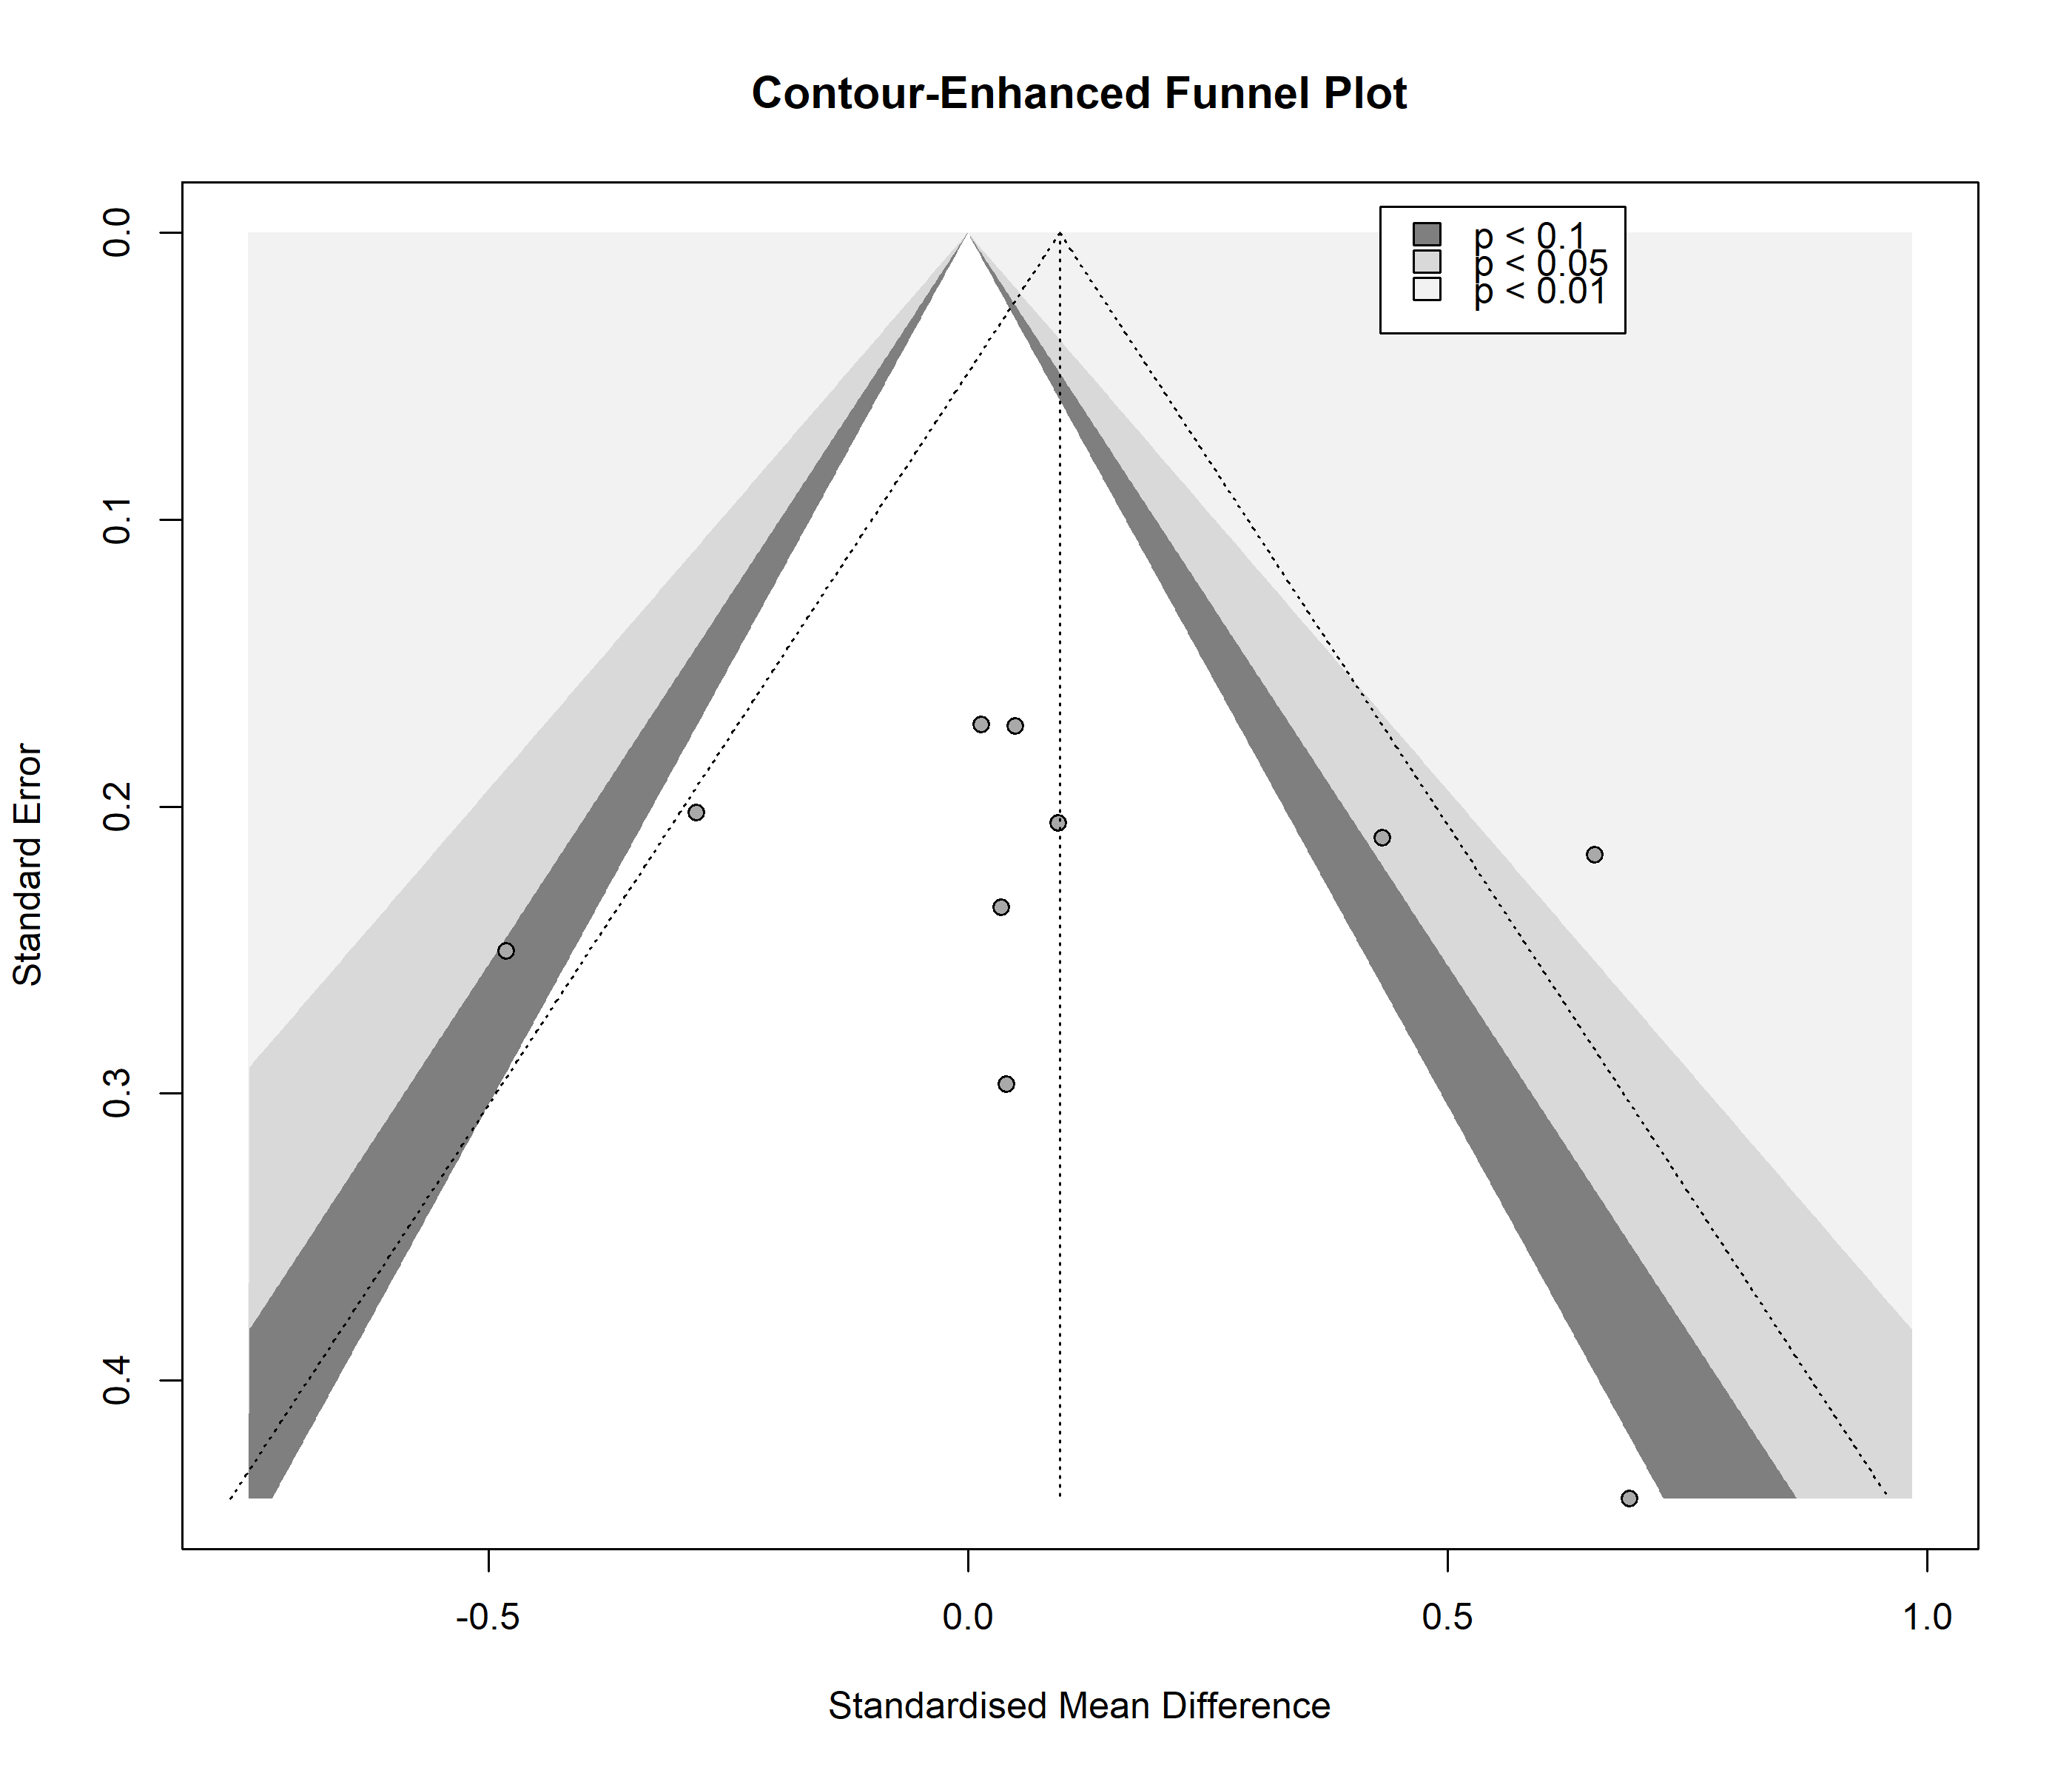 Contour-Enhanced Funnel Plot
p < 0.1
p < 0.05
p < 0.01
Standard Error
0.0
0.1
0.2
0.3
0.4
-0.5 0.0 0.5 1.0
Standardised Mean Difference